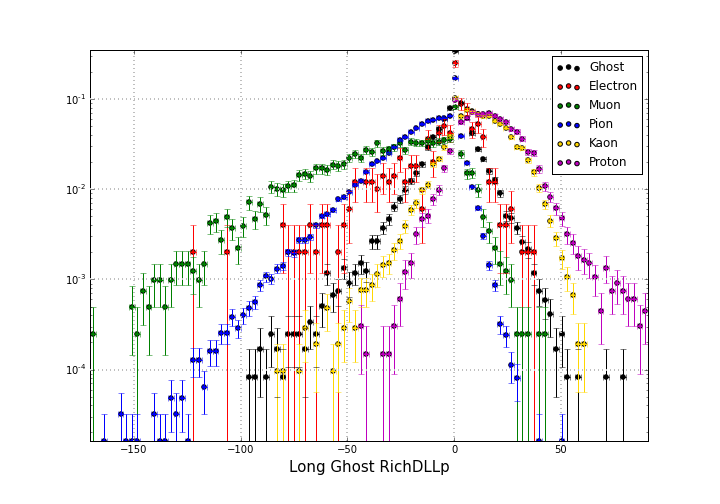 10⁻¹
10⁻²
10⁻³
10⁻⁴
Ghost
Electron
Muon
Pion
Kaon
Proton
−150
−100
−50
0
50
Long Ghost RichDLLp